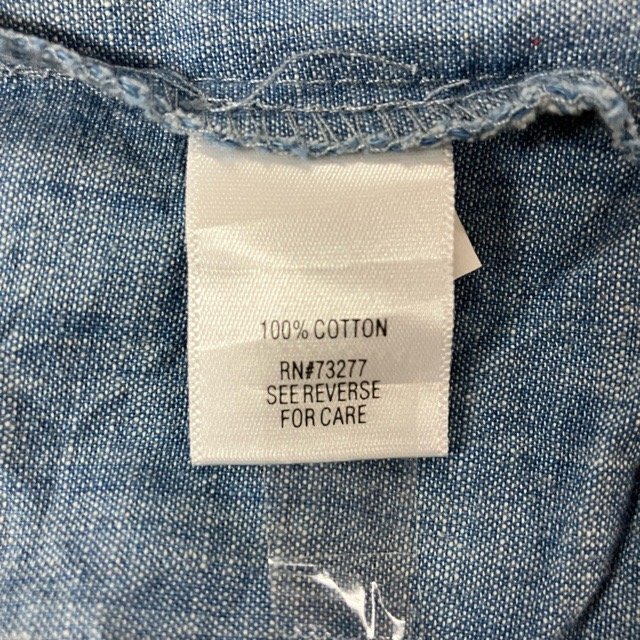 100% COTTON
RN#73277
SEE REVERSE
FOR CARE